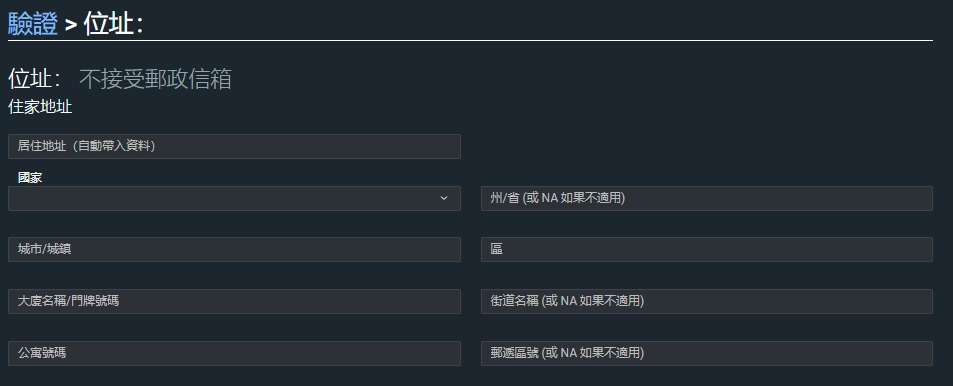 驗證 > 位址:
位址: 不接受郵政信箱
住家地址
居住地址 (自動帶入資料)
國家
州/省 (或 NA 如果不適用)
城市/城鎮
區
大廈名稱/門牌號碼
街道名稱 (或 NA 如果不適用)
公寓號碼
郵遞區號 (或 NA 如果不適用)